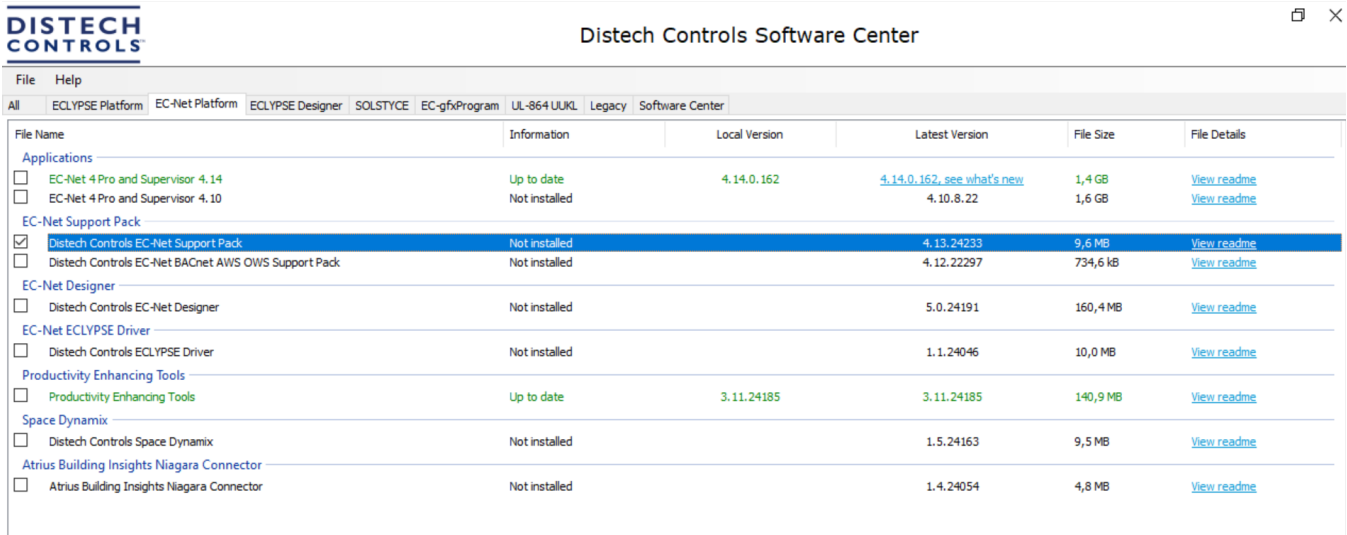 DISTECH
CONTROLS™
Distech Controls Software Center
File Help
All ECLYPSE Platform EC-Net Platform ECLYPSE Designer SOLSTYCE EC-gfxProgram UL-864 UUKL Legacy Software Center
File Name Information Local Version Latest Version File Size File Details
Applications
EC-Net 4 Pro and Supervisor 4.14 Up to date 4.14.0.162 4.14.0.162, see what's new 1,4 GB View readme
EC-Net 4 Pro and Supervisor 4.10 Not installed 4.10.8.22 1,6 GB View readme
EC-Net Support Pack
Distech Controls EC-Net Support Pack Not installed 4.13.24233 9,6 MB View readme
Distech Controls EC-Net BACnet AWS OWS Support Pack Not installed 4.12.22297 734,6 kB View readme
EC-Net Designer
Distech Controls EC-Net Designer Not installed 5.0.24191 160,4 MB View readme
EC-Net ECLYPSE Driver
Distech Controls ECLYPSE Driver Not installed 1.1.24046 10,0 MB View readme
Productivity Enhancing Tools
Productivity Enhancing Tools Up to date 3.11.24185 3.11.24185 140,9 MB View readme
Space Dynamix
Distech Controls Space Dynamix Not installed 1.5.24163 9,5 MB View readme
Atrius Building Insights Niagara Connector
Atrius Building Insights Niagara Connector Not installed 1.4.24054 4,8 MB View readme